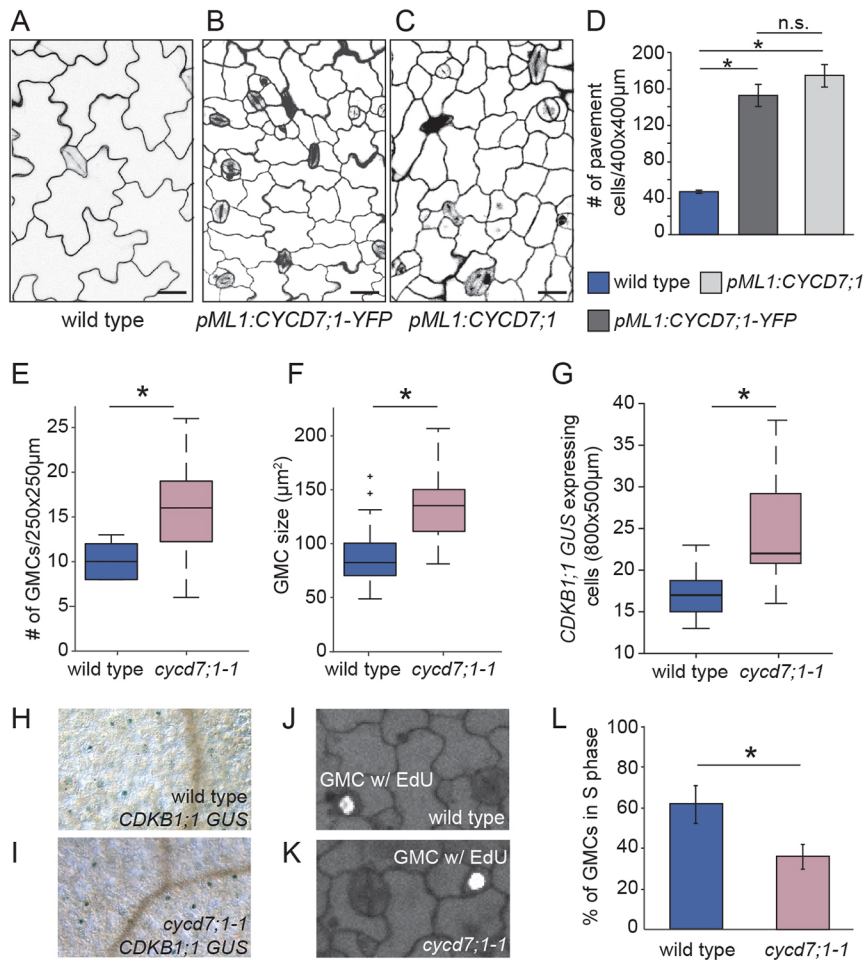 A
B
C
D
wild type
pML1:CYCD7;1-YFP
pML1:CYCD7;1
n.s.
*
*
# of pavement
cells/400x400μm
200
160
120
80
40
0
wild type
pML1:CYCD7;1
pML1:CYCD7;1-YFP
E
*
# of GMCs/250x250μm
25
20
15
10
5
0
wild type
cycd7;1-1
F
*
GMC size (μm²)
200
150
100
50
0
wild type
cycd7;1-1
G
*
CDKB1;1 GUS expressing
cells (800x500μm)
40
35
30
25
20
15
10
wild type
cycd7;1-1
H
wild type
CDKB1;1 GUS
I
cycd7;1-1
CDKB1;1 GUS
J
GMC w/ EdU
wild type
K
GMC w/ EdU
cycd7;1-1
L
*
% of GMCs in S phase
100
80
60
40
20
0
wild type
cycd7;1-1